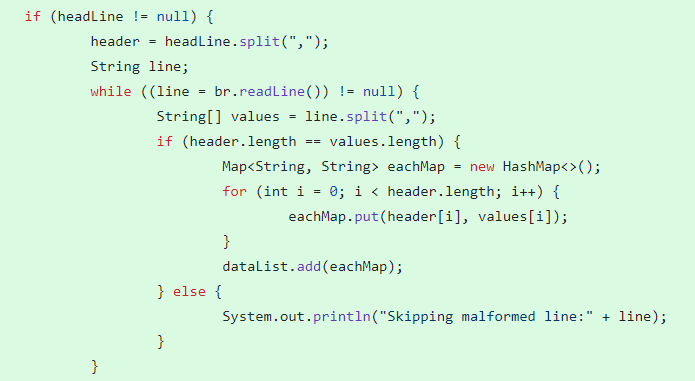 if (headLine != null) {
header = headLine.split(",");
String line;
while ((line = br.readLine()) != null) {
String[] values = line.split(",");
if (header.length == values.length) {
Map<String, String> eachMap = new HashMap<>();
for (int i = 0; i < header.length; i++) {
eachMap.put(header[i], values[i]);
}
dataList.add(eachMap);
} else {
System.out.println("Skipping malformed line:" + line);
}
}